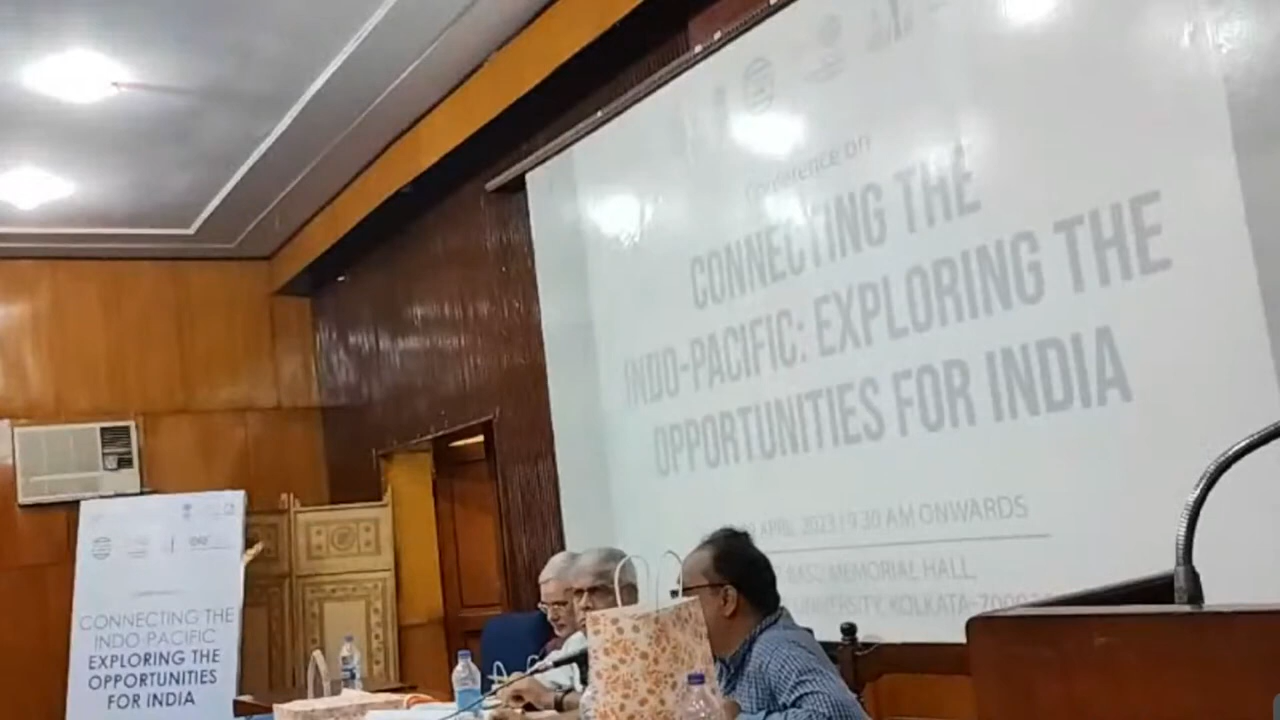 Conference on
CONNECTING THE
INDO-PACIFIC: EXPLORING THE
OPPORTUNITIES FOR INDIA
APRIL 2023 | 9:30 AM ONWARDS
MEMORIAL HALL
UNIVERSITY, KOLKATA-7000
CONNECTING THE
INDO-PACIFIC
EXPLORING THE
OPPORTUNITIES
FOR INDIA